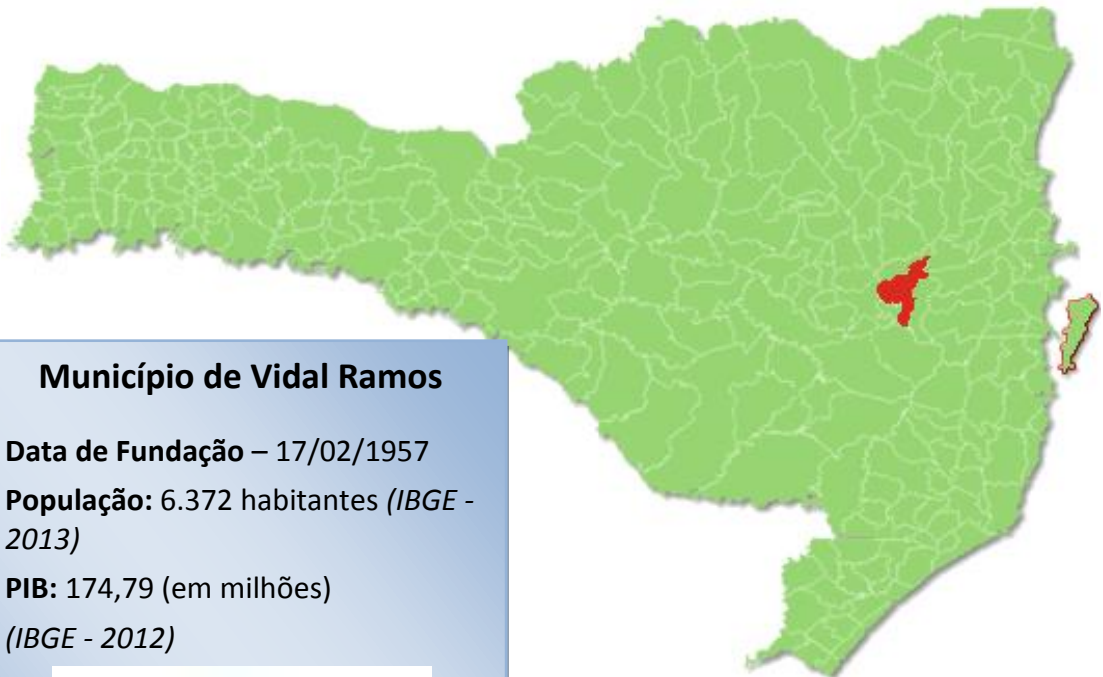 Município de Vidal Ramos
Data de Fundação – 17/02/1957
População: 6.372 habitantes (IBGE -
2013)
PIB: 174,79 (em milhões)
(IBGE - 2012)